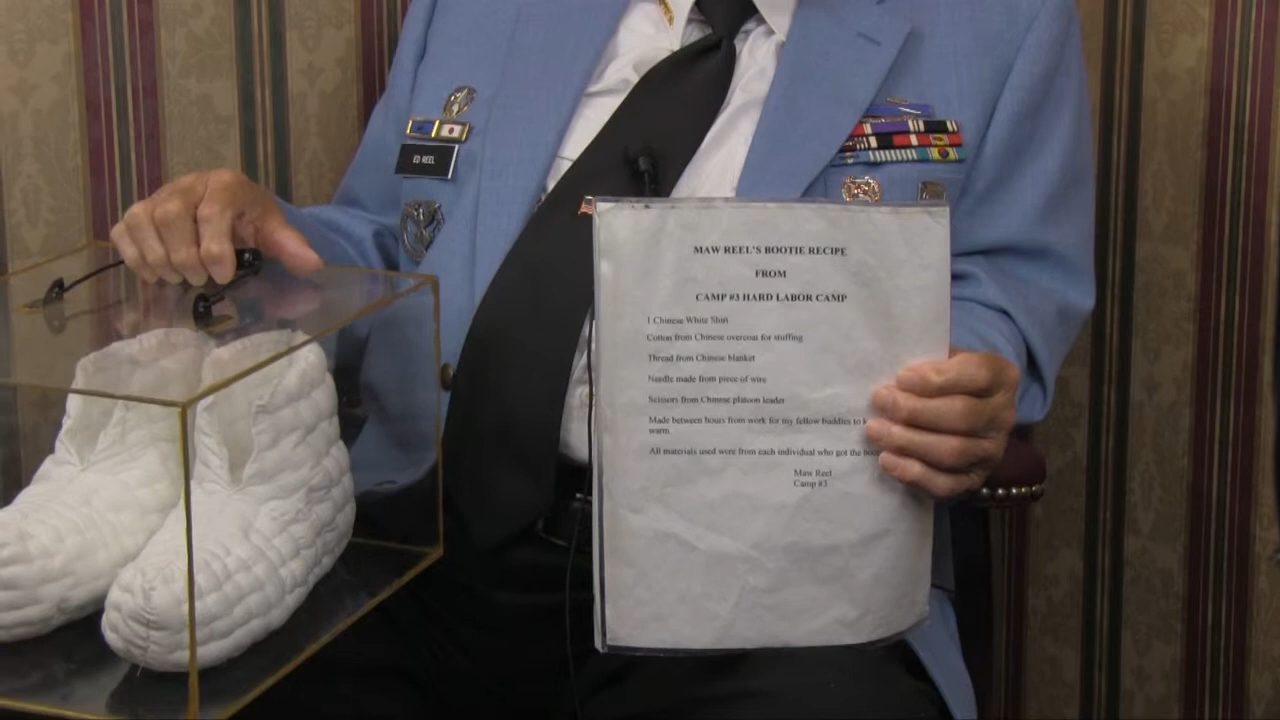 ED REEL
MAW REEL'S BOOTIE RECIPE
FROM
CAMP #3 HARD LABOR CAMP
1 Chinese White Shirt
Cotton from Chinese overcoat for stuffing
Thread from Chinese blanket
Needle made from piece of wire
Scissors from Chinese platoon leader
Made between hours from work for my fellow buddies to
warm.
All materials used were from each individual who got the
Maw Reel
Camp #3